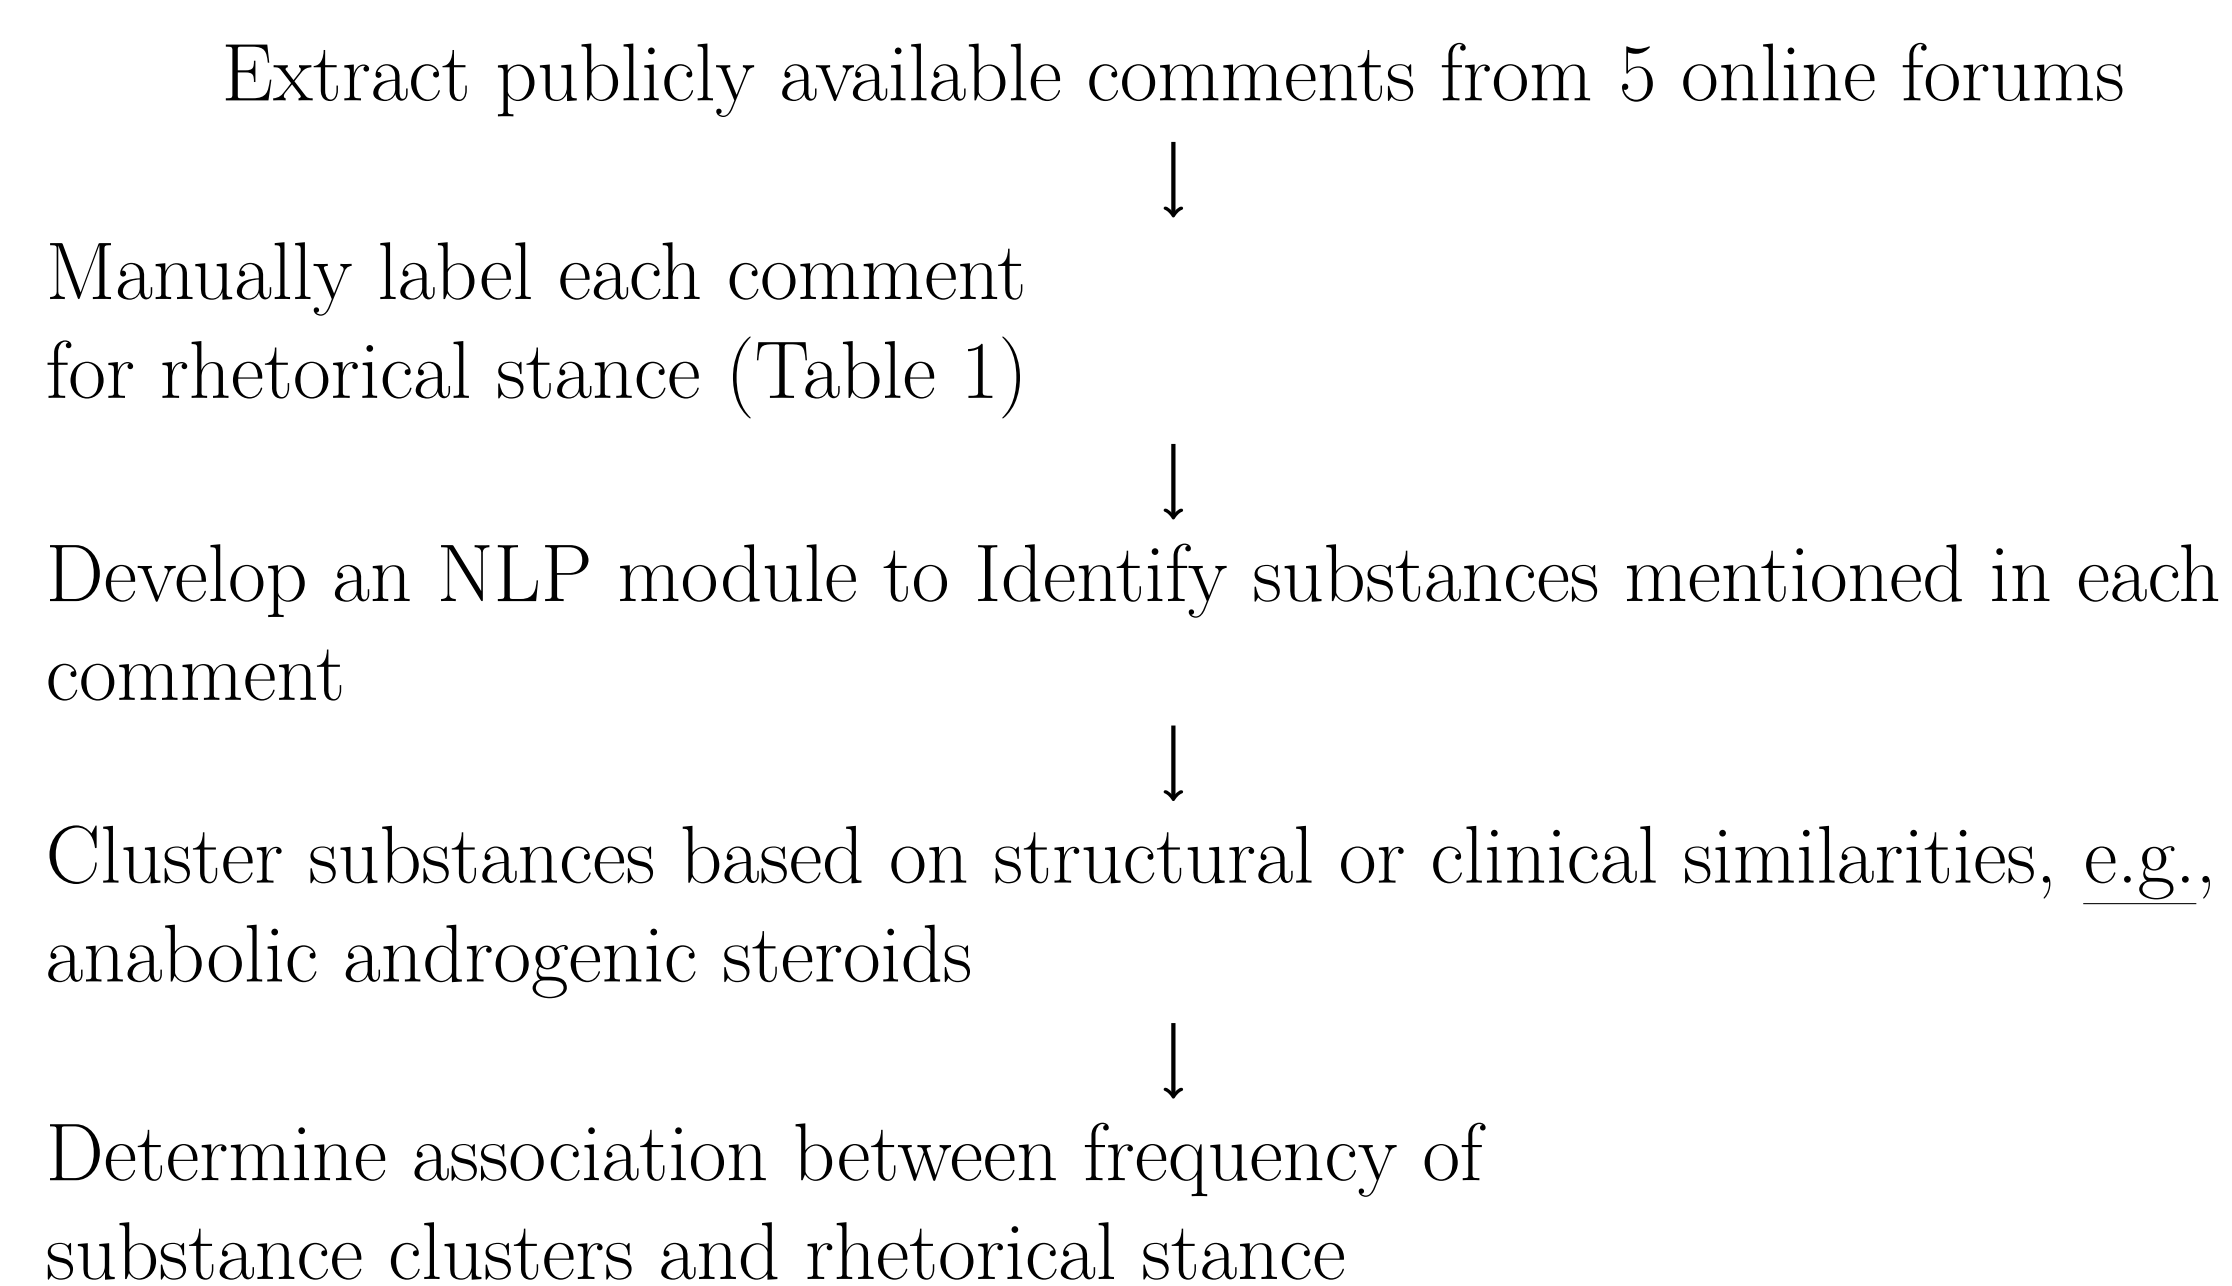 Extract publicly available comments from 5 online forums
Manually label each comment
for rhetorical stance (Table 1)
Develop an NLP module to Identify substances mentioned in each
comment
Cluster substances based on structural or clinical similarities, e.g.,
anabolic androgenic steroids
Determine association between frequency of
substance clusters and rhetorical stance